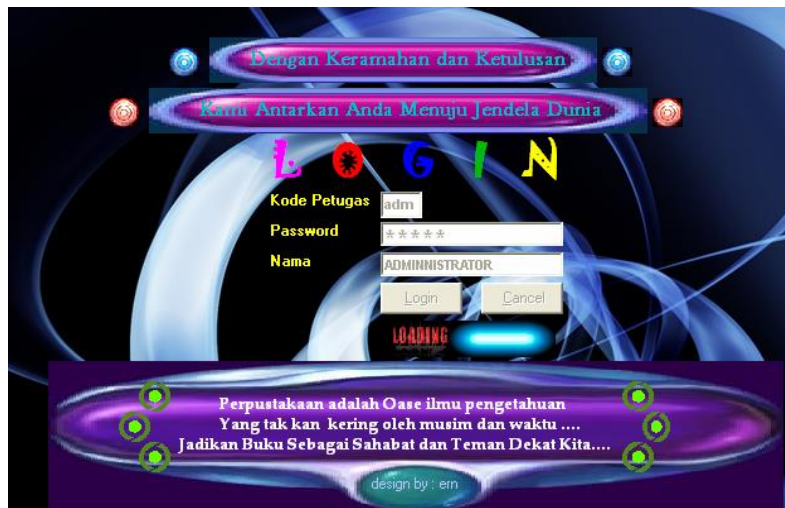 Dengan Keramahan dan Ketulusan
Kami Antarkan Anda Menuju Jendela Dunia
LOGIN
Kode Petugas adm
Password *****
Nama ADMINNISTRATOR
Login Cancel
LOADING
Perpustakaan adalah Oase ilmu pengetahuan
Yang tak kan kering oleh musim dan waktu ....
Jadikan Buku Sebagai Sahabat dan Teman Dekat Kita....
design by : ern